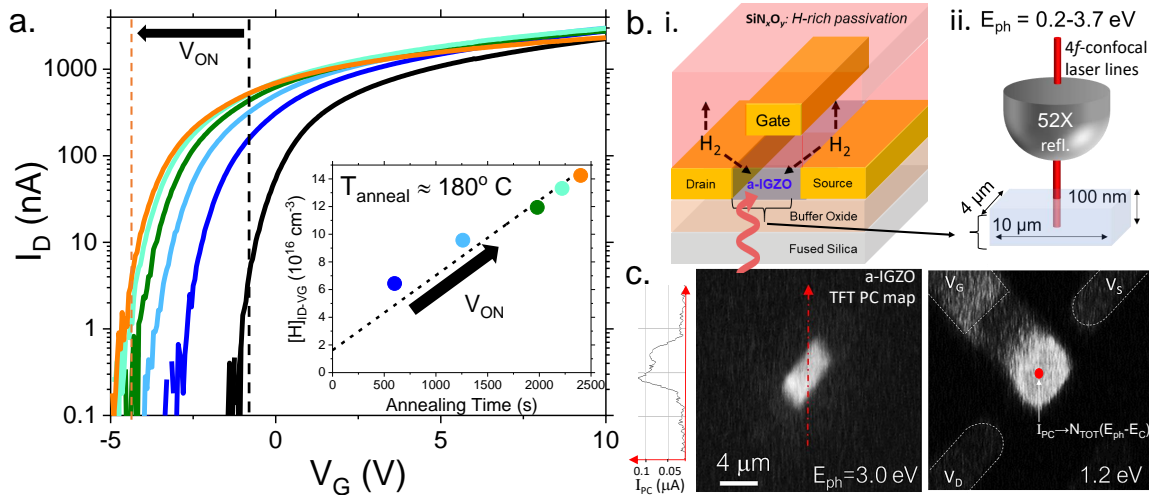 a.
V_ON
I_D (nA)
1000
100
10
1
0.1
-5
0
5
10
V_G (V)
T_anneal ≈ 180° C
[H]_ID-VG (10^16 cm^-3)
14
12
10
8
6
4
2
0
0
500
1000
1500
2000
2500
Annealing Time (s)
V_ON
b. i.
SiN_xO_y: H-rich passivation
Gate
H_2
H_2
Drain
a-IGZO
Source
Buffer Oxide
Fused Silica
ii. E_ph = 0.2-3.7 eV
4f-confocal
laser lines
52X
refl.
4 μm
100 nm
10 μm
c.
a-IGZO
TFT PC map
0.1
0.05
I_PC (μA)
4 μm
E_ph=3.0 eV
V_G
V_S
I_PC→N_TOT(E_ph-E_C)
V_D
1.2 eV